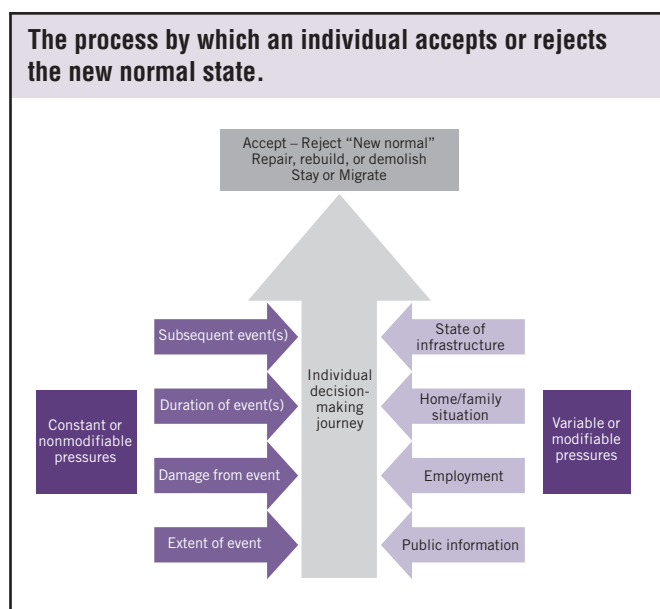 The process by which an individual accepts or rejects
the new normal state.
Accept – Reject “New normal”
Repair, rebuild, or demolish
Stay or Migrate
Subsequent event(s)
State of
infrastructure
Individual
decision-
making
journey
Constant or
nonmodifiable
pressures
Duration of event(s)
Home/family
situation
Variable or
modifiable
pressures
Damage from event
Employment
Extent of event
Public information